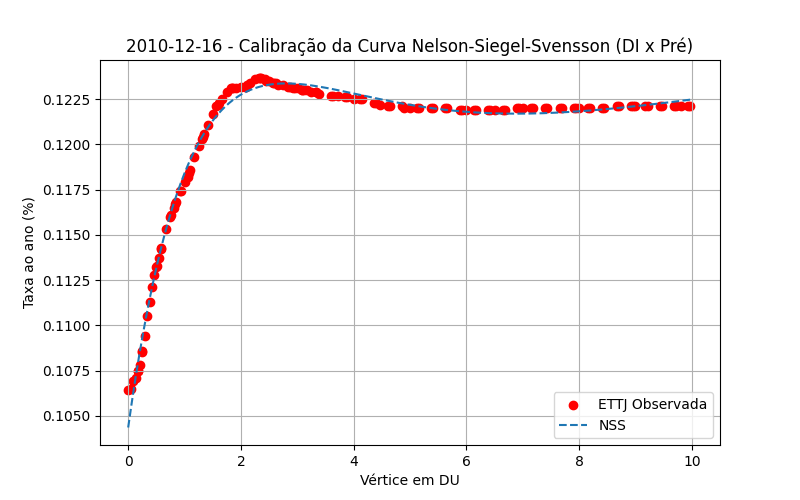 2010-12-16 - Calibração da Curva Nelson-Siegel-Svensson (DI x Pré)
Taxa ao ano (%)
0.1225
0.1200
0.1175
0.1150
0.1125
0.1100
0.1075
0.1050
ETTJ Observada
NSS
0 2 4 6 8 10
Vértice em DU